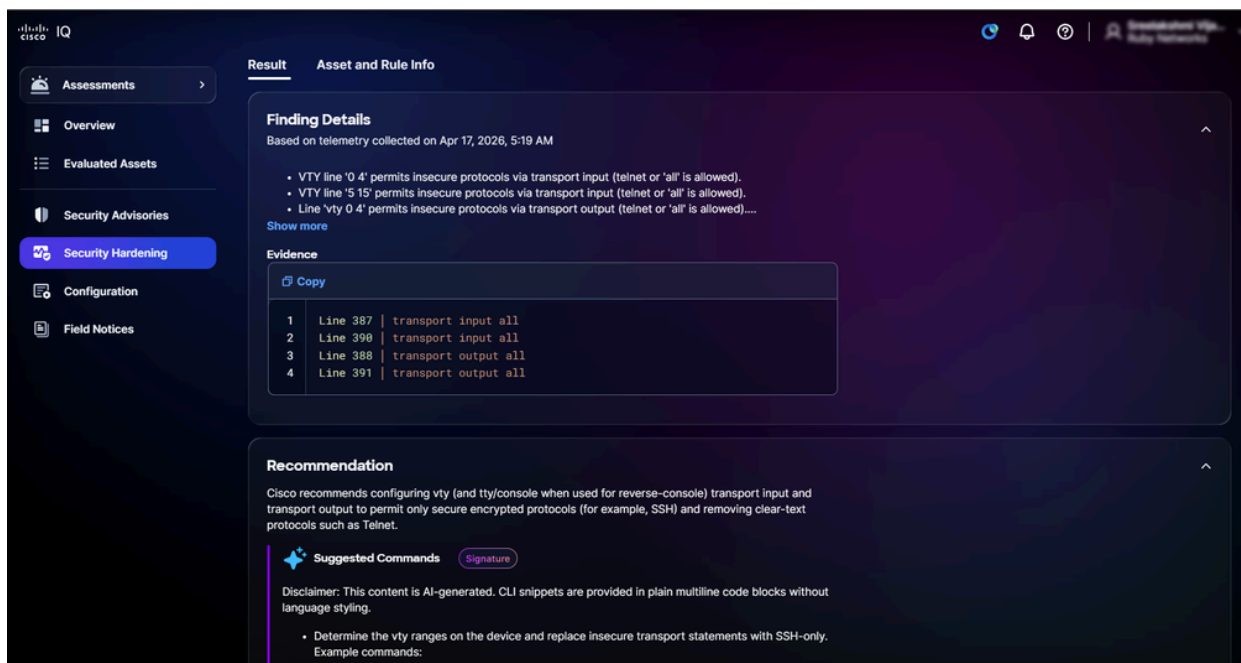 cisco IQ
Assessments
Overview
Evaluated Assets
Security Advisories
Security Hardening
Configuration
Field Notices
Result Asset and Rule Info
Finding Details
Based on telemetry collected on Apr 17, 2026, 5:19 AM
• VTY line '0 4' permits insecure protocols via transport input (telnet or 'all' is allowed).
• VTY line '5 15' permits insecure protocols via transport input (telnet or 'all' is allowed).
• Line 'vty 0 4' permits insecure protocols via transport output (telnet or 'all' is allowed)....
Show more
Evidence
Copy
1 Line 387 | transport input all
2 Line 390 | transport input all
3 Line 388 | transport output all
4 Line 391 | transport output all
Recommendation
Cisco recommends configuring vty (and tty/console when used for reverse-console) transport input and
transport output to permit only secure encrypted protocols (for example, SSH) and removing clear-text
protocols such as Telnet.
Suggested Commands Signature
Disclaimer: This content is AI-generated. CLI snippets are provided in plain multiline code blocks without
language styling.
• Determine the vty ranges on the device and replace insecure transport statements with SSH-only.
Example commands: